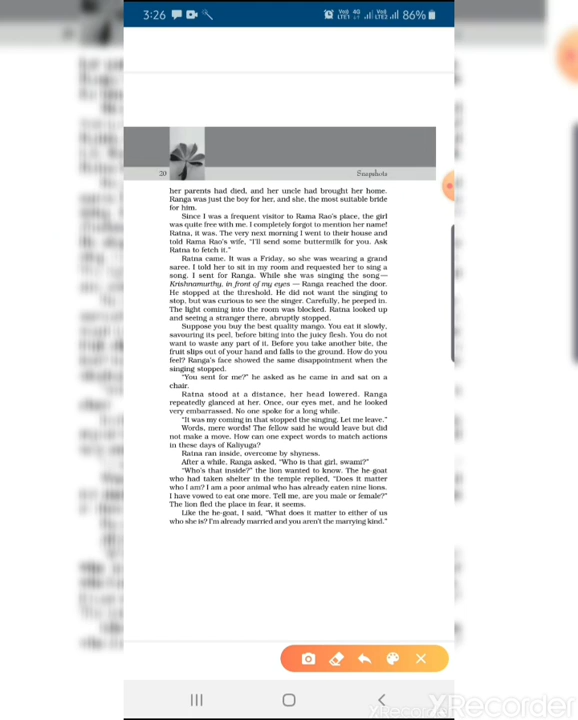 3:26 VoB LTE1 4G VoB LTE2 86%
20 Snapshots
her parents had died, and her uncle had brought her home.
Ranga was just the boy for her, and she, the most suitable bride
for him.
Since I was a frequent visitor to Rama Rao's place, the girl
was quite free with me. I completely forgot to mention her name!
Ratna, it was. The very next morning I went to their house and
told Rama Rao's wife, "I'll send some buttermilk for you. Ask
Ratna to fetch it."
Ratna came. It was a Friday, so she was wearing a grand
saree. I told her to sit in my room and requested her to sing a
song. I sent for Ranga. While she was singing the song —
Krishnamurthy, in front of my eyes — Ranga reached the door.
He stopped at the threshold. He did not want the singing to
stop, but was curious to see the singer. Carefully, he peeped in.
The light coming into the room was blocked. Ratna looked up
and seeing a stranger there, abruptly stopped.
Suppose you buy the best quality mango. You eat it slowly,
savouring its peel, before biting into the juicy flesh. You do not
want to waste any part of it. Before you take another bite, the
fruit slips out of your hand and falls to the ground. How do you
feel? Ranga's face showed the same disappointment when the
singing stopped.
"You sent for me?" he asked as he came in and sat on a
chair.
Ratna stood at a distance, her head lowered. Ranga
repeatedly glanced at her. Once, our eyes met, and he looked
very embarrassed. No one spoke for a long while.
"It was my coming in that stopped the singing. Let me leave."
Words, mere words! The fellow said he would leave but did
not make a move. How can one expect words to match actions
in these days of Kaliyuga?
Ratna ran inside, overcome by shyness.
After a while, Ranga asked, "Who is that girl, swami?"
"Who's that inside?" the lion wanted to know. The he-goat
who had taken shelter in the temple replied, "Does it matter
who I am? I am a poor animal who has already eaten nine lions.
I have vowed to eat one more. Tell me, are you male or female?"
The lion fled the place in fear, it seems.
Like the he-goat, I said, "What does it matter to either of us
who she is? I'm already married and you aren't the marrying kind."
XRecorder